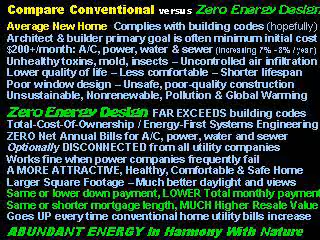 Compare Conventional versus Zero Energy Design
Average New Home Complies with building codes (hopefully)
Architect & builder primary goal is often minimum initial cost
$200+/month: A/C, power, water & sewer (increasing 7% -8% / year)
Unhealthy toxins, mold, insects – Uncontrolled air infiltration
Lower quality of life – Less comfortable – Shorter lifespan
Poor window design – Unsafe, poor-quality construction
Unsustainable, Nonrenewable, Pollution & Global Warming
Zero Energy Design FAR EXCEEDS building codes
Total-Cost-Of-Ownership / Energy-First Systems Engineering
ZERO Net Annual Bills for A/C, power, water and sewer
Optionally DISCONNECTED from all utility companies
Works fine when power companies frequently fail
A MORE ATTRACTIVE, Healthy, Comfortable & Safe Home
Larger Square Footage – Much better daylight and views
Same or lower down payment, LOWER Total monthly payment
Same or shorter mortgage length, MUCH Higher Resale Value
Goes UP every time conventional home utility bills increase
ABUNDANT ENERGY In Harmony With Nature